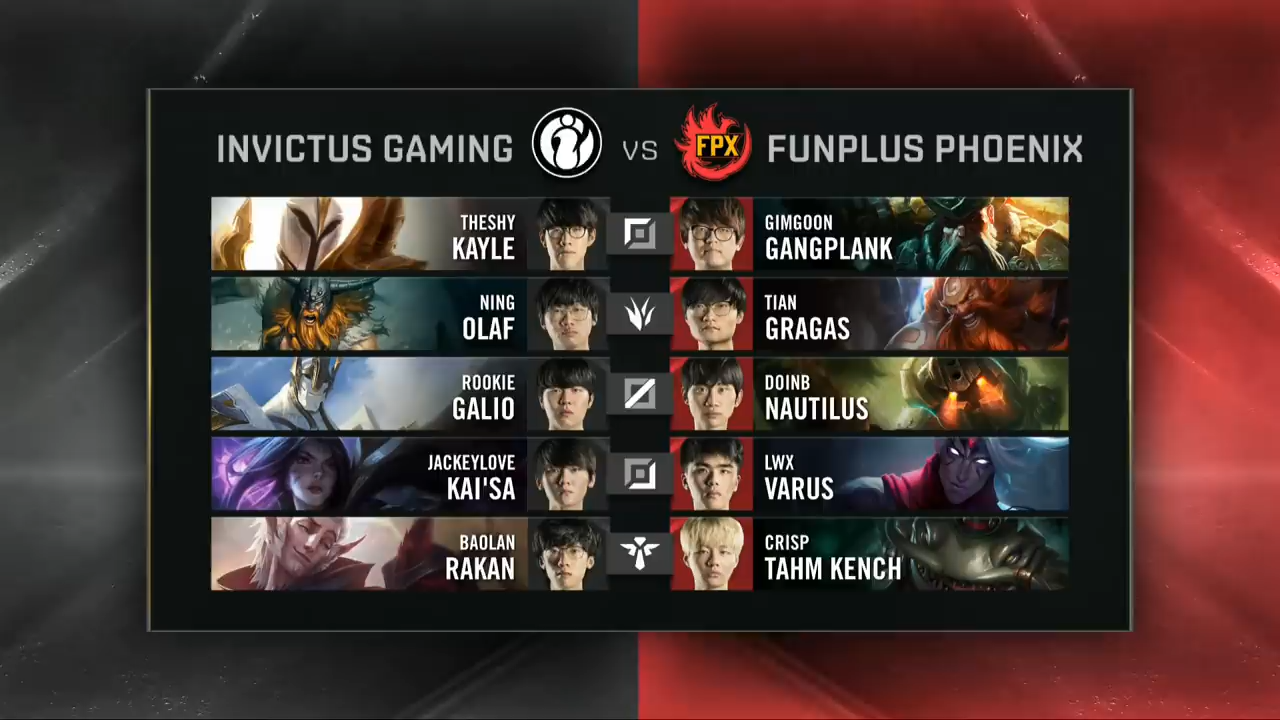 INVICTUS GAMING VS FPX FUNPLUS PHOENIX
THESHY
KAYLE
GIMGOON
GANGPLANK
NING
OLAF
TIAN
GRAGAS
ROOKIE
GALIO
DOINB
NAUTILUS
JACKEYLOVE
KAI'SA
LWX
VARUS
BAOLAN
RAKAN
CRISP
TAHM KENCH